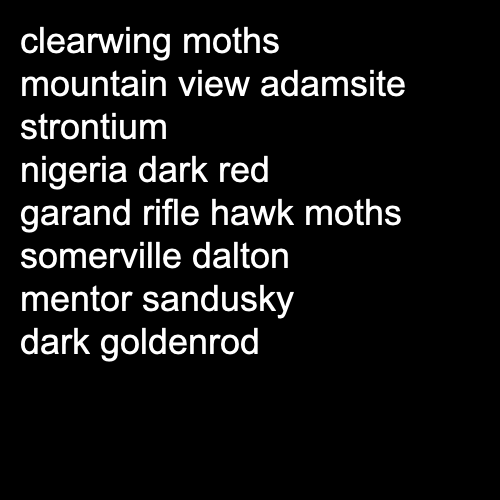 clearwing moths
mountain view adamsite
strontium
nigeria dark red
garand rifle hawk moths
somerville dalton
mentor sandusky
dark goldenrod